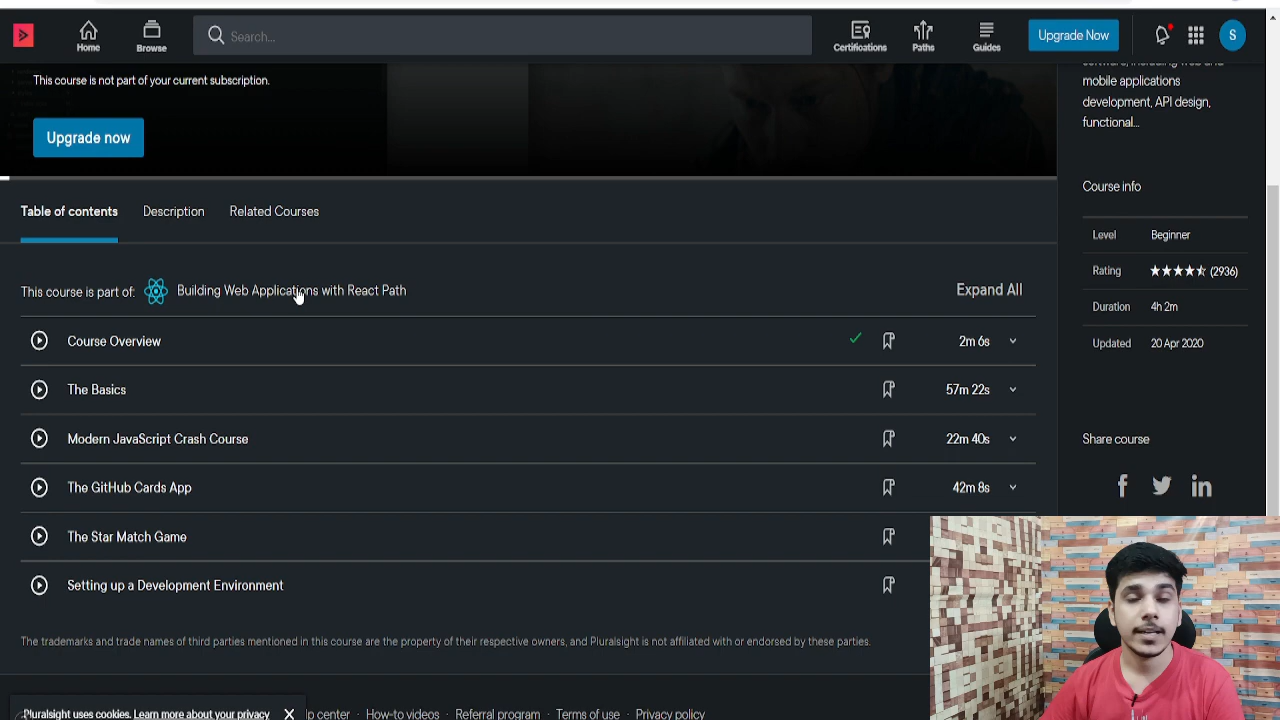 Home
Browse
Search...
Certifications
Paths
Guides
Upgrade Now
S
This course is not part of your current subscription.
Upgrade now
mobile applications
development, API design,
functional...
Table of contents
Description
Related Courses
This course is part of:
Building Web Applications with React Path
Expand All
Course Overview
2m 6s
The Basics
57m 22s
Modern JavaScript Crash Course
22m 40s
The GitHub Cards App
42m 8s
The Star Match Game
Setting up a Development Environment
Course info
Level Beginner
Rating (2936)
Duration 4h 2m
Updated 20 Apr 2020
Share course
The trademarks and trade names of third parties mentioned in this course are the property of their respective owners, and Pluralsight is not affiliated with or endorsed by these parties.
Pluralsight uses cookies. Learn more about your privacy
p center · How-to videos · Referral program · Terms of use · Privacy policy